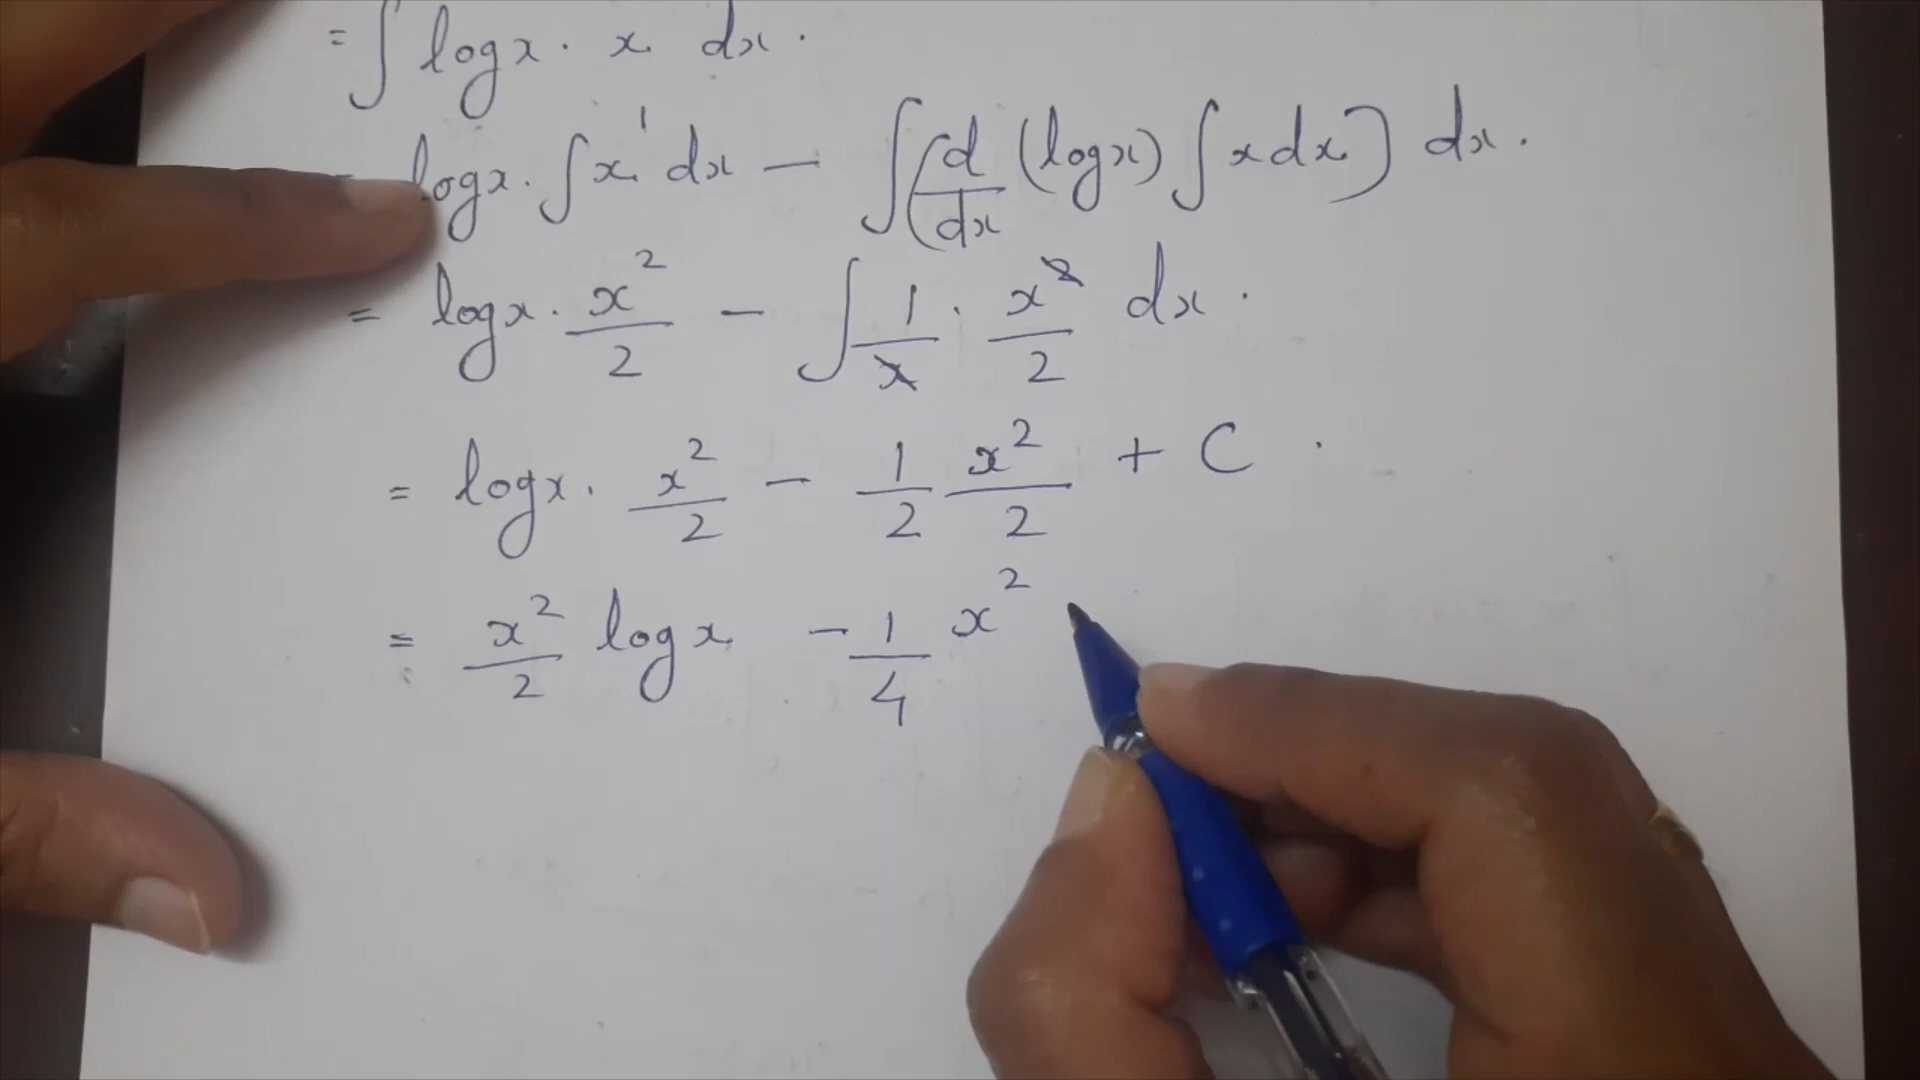 = ∫ log x . x dx .
log x . ∫ x¹ dx − ∫ ( d/dx (log x) ∫ x dx ) dx .
= log x . x²/2 − ∫ 1/x . x²/2 dx .
= log x . x²/2 − 1/2 x²/2 + C .
= x²/2 log x − 1/4 x²